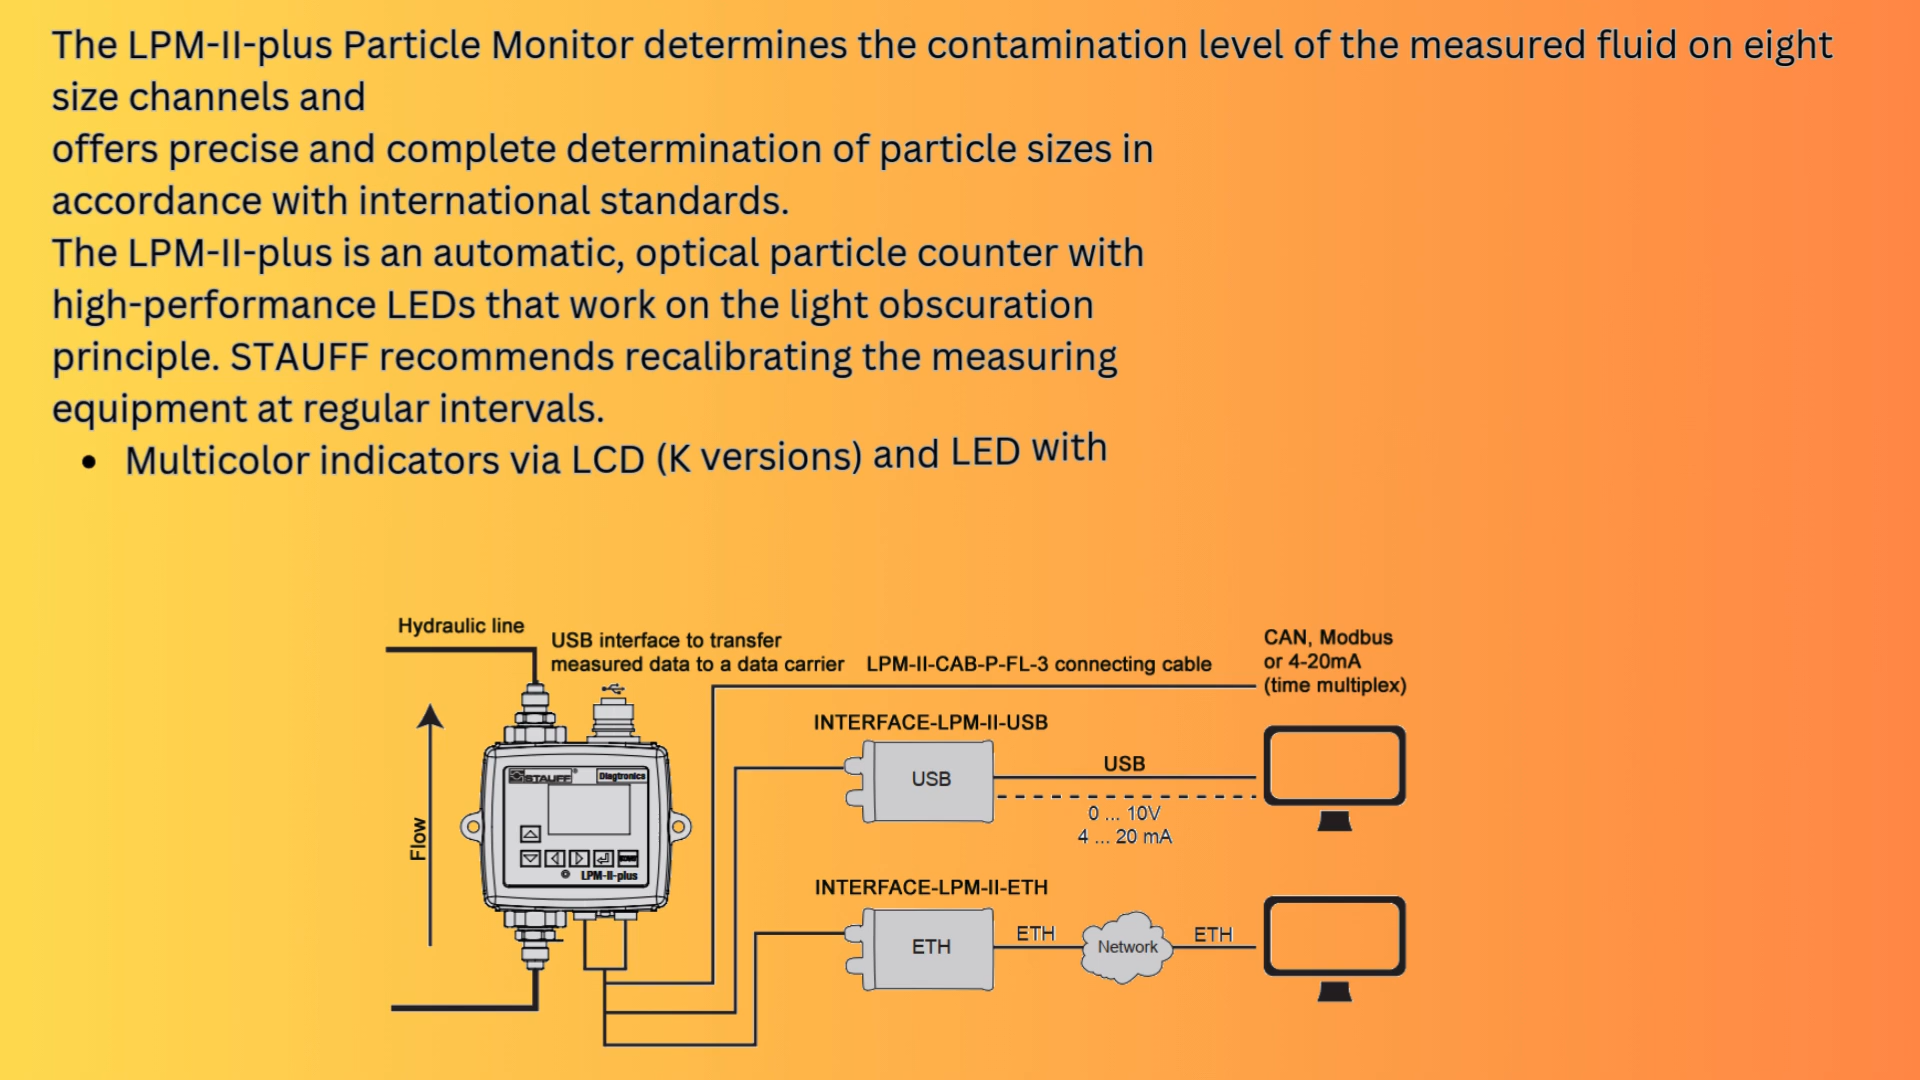 The LPM-II-plus Particle Monitor determines the contamination level of the measured fluid on eight
size channels and
offers precise and complete determination of particle sizes in
accordance with international standards.
The LPM-II-plus is an automatic, optical particle counter with
high-performance LEDs that work on the light obscuration
principle. STAUFF recommends recalibrating the measuring
equipment at regular intervals.
• Multicolor indicators via LCD (K versions) and LED with
Hydraulic line
USB interface to transfer
measured data to a data carrier
LPM-II-CAB-P-FL-3 connecting cable
CAN, Modbus
or 4-20mA
(time multiplex)
INTERFACE-LPM-II-USB
USB
USB
0 ... 10V
4 ... 20 mA
Flow
STAUFF®
Diagtronics
LPM-II-plus
INTERFACE-LPM-II-ETH
ETH
ETH
Network
ETH